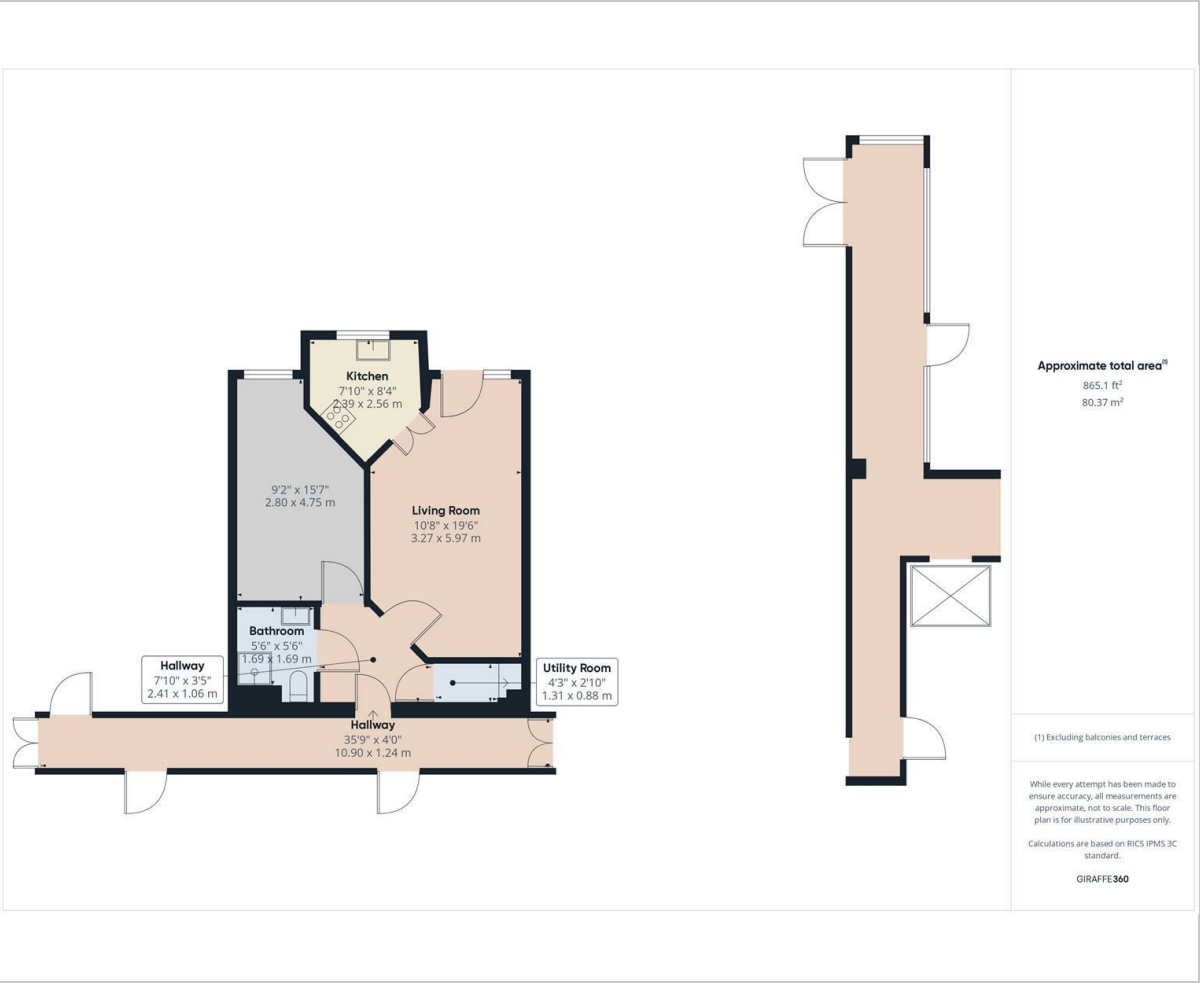 Kitchen
7'10" x 8'4"
2.39 x 2.56 m
9'2" x 15'7"
2.80 x 4.75 m
Living Room
10'8" x 19'6"
3.27 x 5.97 m
Bathroom
5'6" x 5'6"
1.69 x 1.69 m
Hallway
7'10" x 3'5"
2.41 x 1.06 m
Utility Room
4'3" x 2'10"
1.31 x 0.88 m
Hallway
35'9" x 4'0"
10.90 x 1.24 m
Approximate total area(1)
865.1 ft²
80.37 m²
(1) Excluding balconies and terraces
While every attempt has been made to
ensure accuracy, all measurements are
approximate, not to scale. This floor
plan is for illustrative purposes only.
Calculations are based on RICS IPMS 3C
standard.
GIRAFFE360